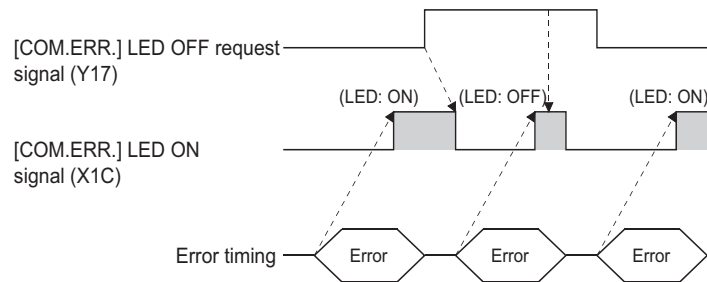 [COM.ERR.] LED OFF request
signal (Y17)
(LED: ON) (LED: OFF) (LED: ON)
[COM.ERR.] LED ON
signal (X1C)
Error timing Error Error Error